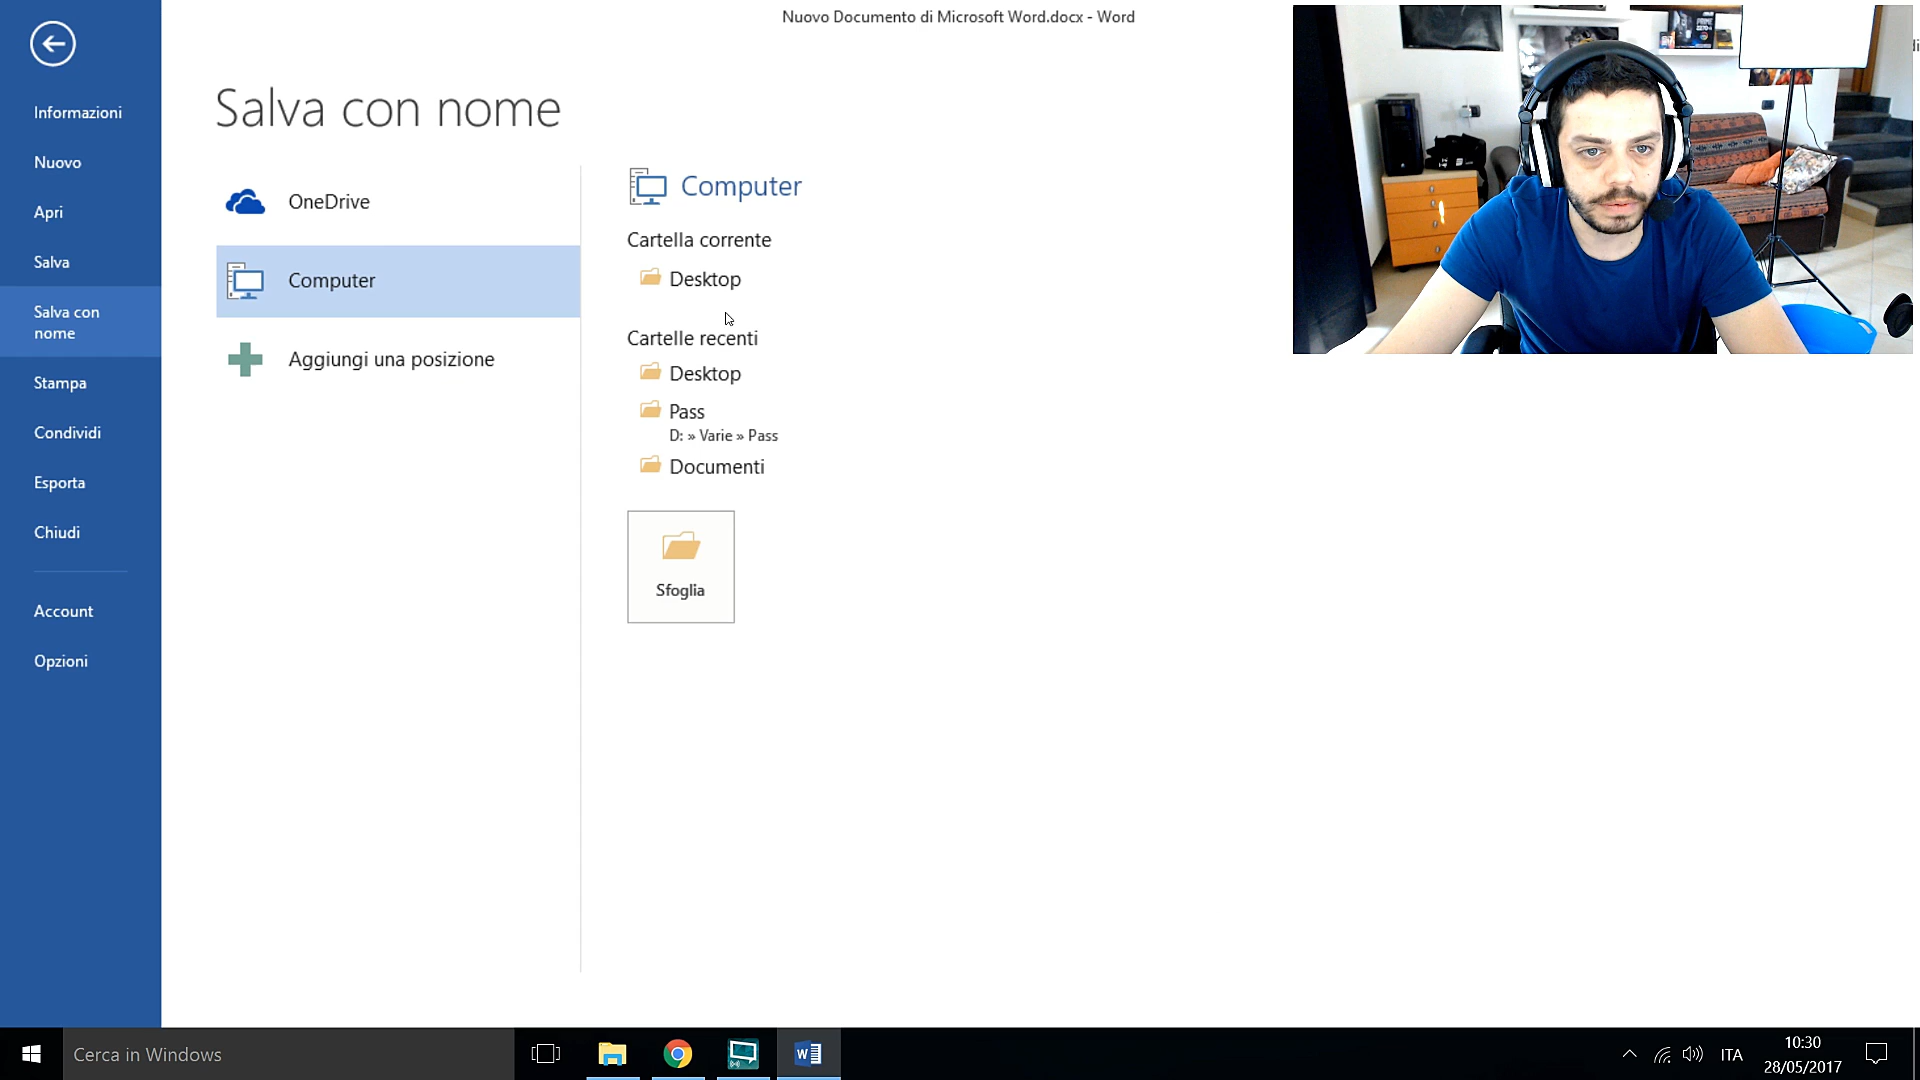 Nuovo Documento di Microsoft Word.docx - Word
Informazioni
Nuovo
Apri
Salva
Salva con
nome
Stampa
Condividi
Esporta
Chiudi
Account
Opzioni
Salva con nome
OneDrive
Computer
Aggiungi una posizione
Computer
Cartella corrente
Desktop
Cartelle recenti
Desktop
Pass
D: » Varie » Pass
Documenti
Sfoglia
Cerca in Windows
ITA
10:30
28/05/2017